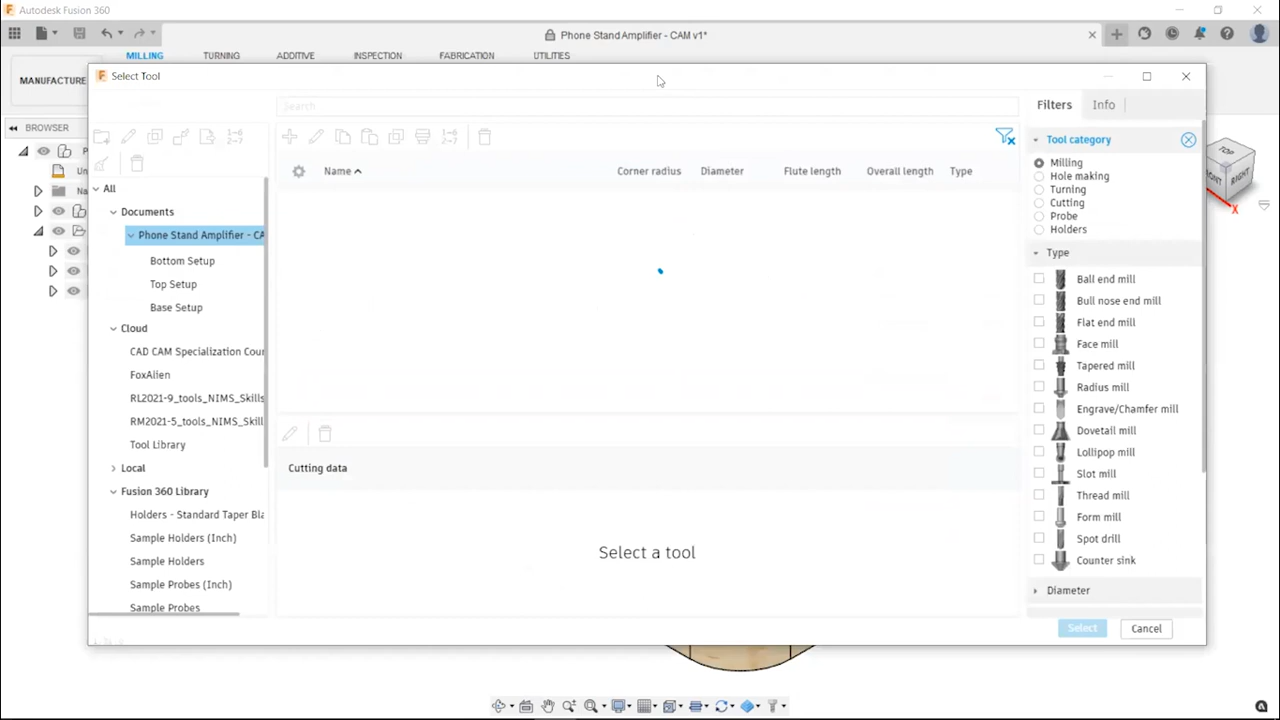 Autodesk Fusion 360
Phone Stand Amplifier - CAM v1*
MILLING TURNING ADDITIVE INSPECTION FABRICATION UTILITIES
MANUFACTURE
Select Tool
BROWSER
Search
Filters Info
Tool category
Milling
Hole making
Turning
Cutting
Probe
Holders
Type
Ball end mill
Bull nose end mill
Flat end mill
Face mill
Tapered mill
Radius mill
Engrave/Chamfer mill
Dovetail mill
Lollipop mill
Slot mill
Thread mill
Form mill
Spot drill
Counter sink
Diameter
Name Corner radius Diameter Flute length Overall length Type
All
Documents
Phone Stand Amplifier - CA
Bottom Setup
Top Setup
Base Setup
Cloud
CAD CAM Specialization Cour
FoxAlien
RL2021-9_tools_NIMS_Skills
RM2021-5_tools_NIMS_Skill
Tool Library
Local
Fusion 360 Library
Holders - Standard Taper Bla
Sample Holders (Inch)
Sample Holders
Sample Probes (Inch)
Sample Probes
Cutting data
Select a tool
Select Cancel
TOP
RIGHT
X
Un
Na